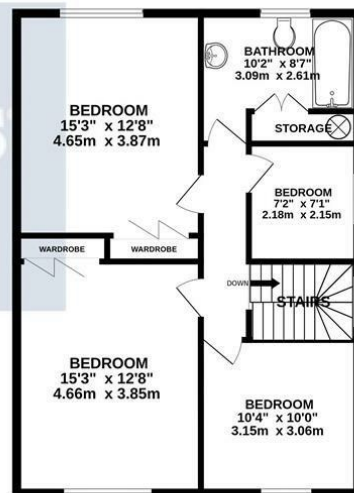 BATHROOM
10'2" x 8'7"
3.09m x 2.61m
BEDROOM
15'3" x 12'8"
4.65m x 3.87m
STORAGE
BEDROOM
7'2" x 7'1"
2.18m x 2.15m
WARDROBE
WARDROBE
DOWN
STAIRS
BEDROOM
15'3" x 12'8"
4.66m x 3.85m
BEDROOM
10'4" x 10'0"
3.15m x 3.06m